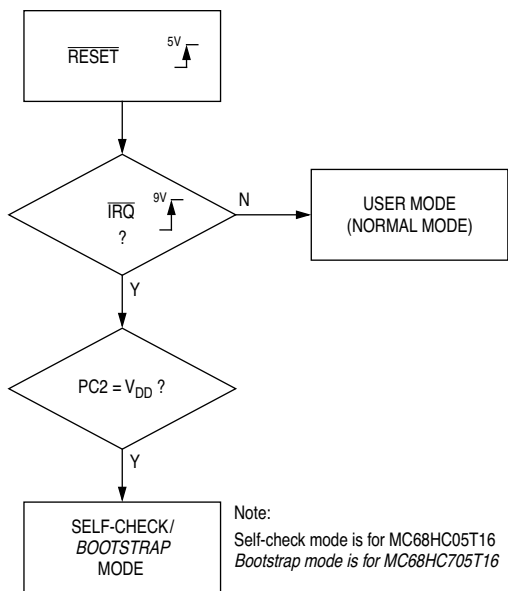 RESET 5V
IRQ 9V
?
N
USER MODE
(NORMAL MODE)
Y
PC2 = VDD ?
Y
SELF-CHECK/
BOOTSTRAP
MODE
Note:
Self-check mode is for MC68HC05T16
Bootstrap mode is for MC68HC705T16